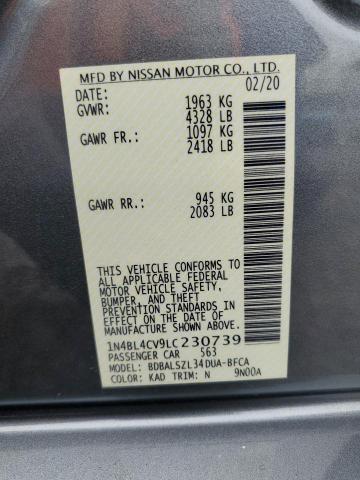 MFD BY NISSAN MOTOR CO., LTD.
DATE: 02/20
GVWR: 1963 KG
4328 LB
GAWR FR.: 1097 KG
2418 LB
GAWR RR.: 945 KG
2083 LB
THIS VEHICLE CONFORMS TO
ALL APPLICABLE FEDERAL
MOTOR VEHICLE SAFETY,
BUMPER, AND THEFT
PREVENTION STANDARDS IN
EFFECT ON THE DATE OF
MANUFACTURE SHOWN ABOVE.
1N4BL4CV9LC230739
PASSENGER CAR S63
MODEL: BDBALSZL34DUA-BFCA
COLOR: KAD TRIM: N 9N00A